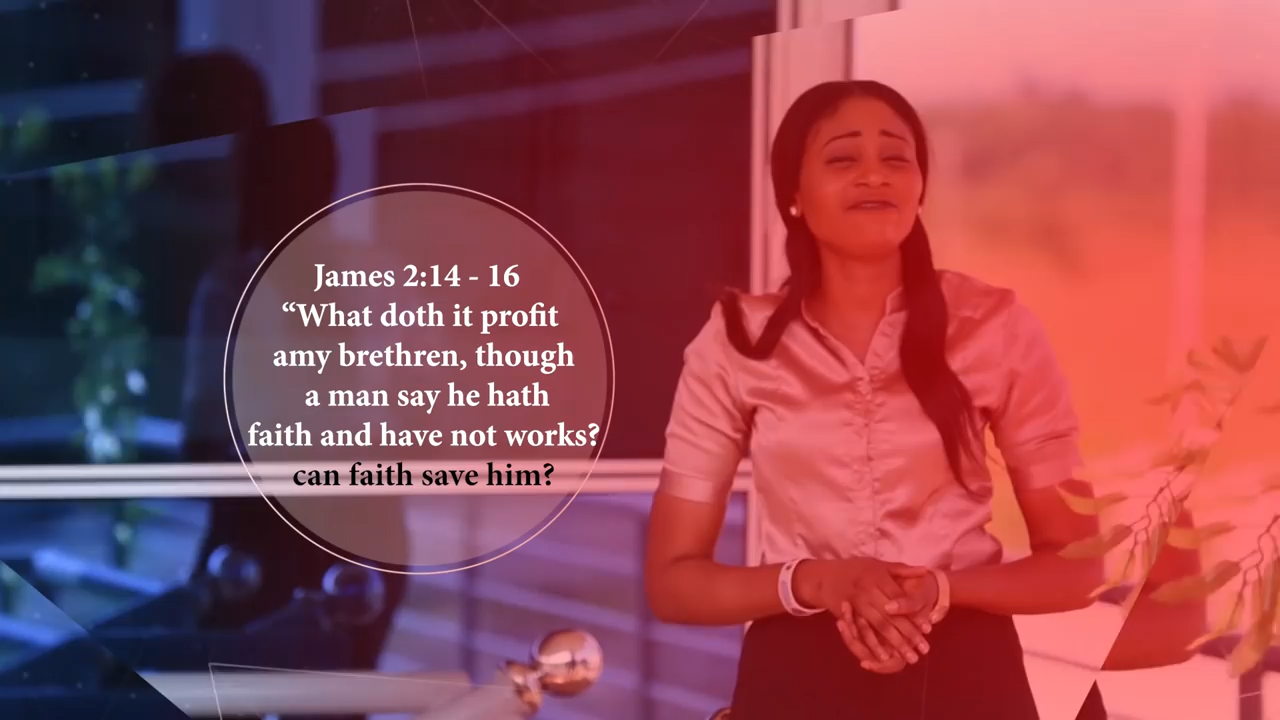 James 2:14 - 16
“What doth it profit
amy brethren, though
a man say he hath
faith and have not works?
can faith save him?